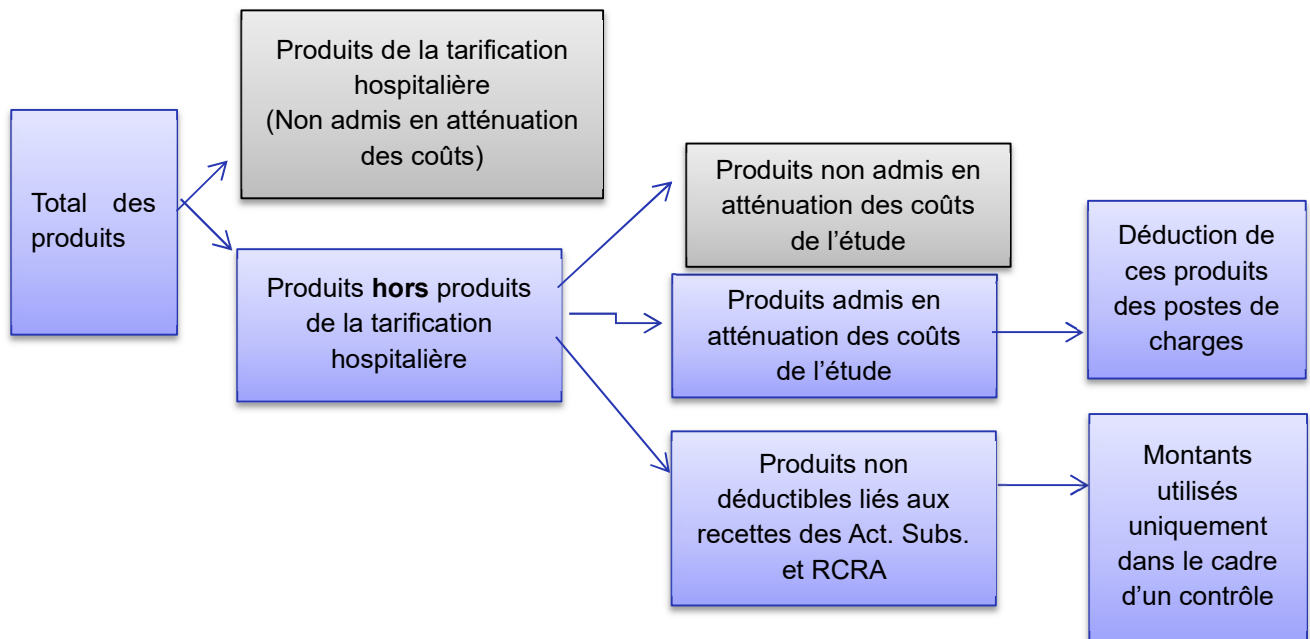 Total des
produits
Produits de la tarification
hospitalière
(Non admis en atténuation
des coûts)
Produits hors produits
de la tarification
hospitalière
Produits non admis en
atténuation des coûts
de l’étude
Produits admis en
atténuation des coûts
de l’étude
Produits non
déductibles liés aux
recettes des Act. Subs.
et RCRA
Déduction de
ces produits
des postes de
charges
Montants
utilisés
uniquement
dans le cadre
d’un contrôle